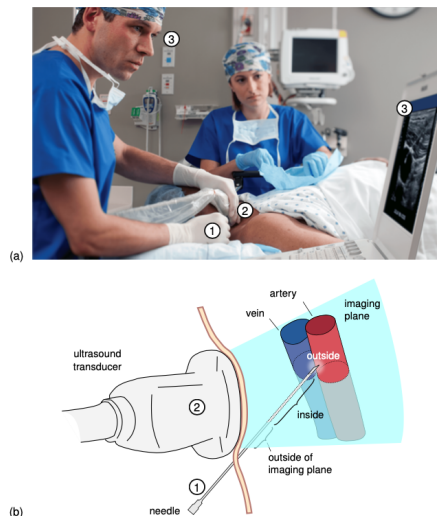 3
3
2
1
(a)
artery
vein
imaging
plane
ultrasound
transducer
outside
2
inside
outside of
imaging plane
1
needle
(b)